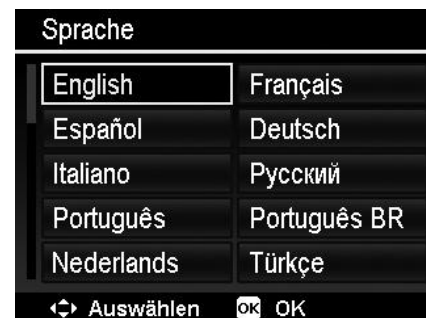 Sprache
English Français
Español Deutsch
Italiano Русский
Português Português BR
Nederlands Türkçe
Auswählen OK OK